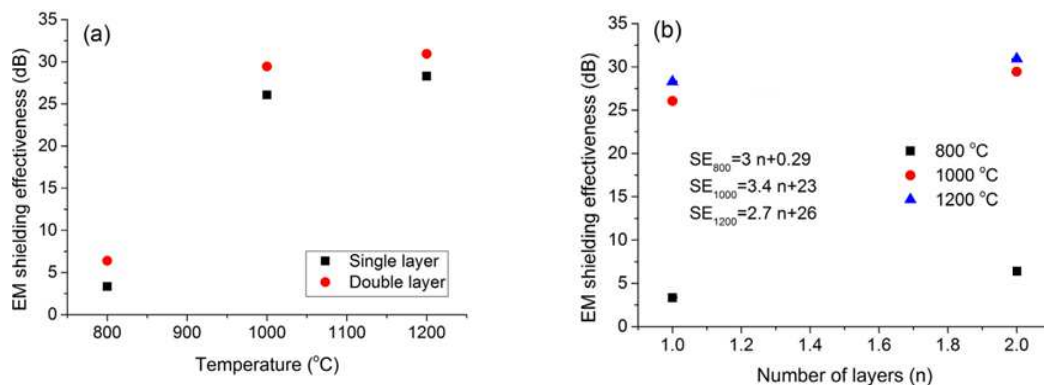 (a)
EM shielding effectiveness (dB)
35
30
25
20
15
10
5
0
Single layer
Double layer
800 900 1000 1100 1200
Temperature (°C)
(b)
EM shielding effectiveness (dB)
35
30
25
20
15
10
5
0
SE800=3 n+0.29
SE1000=3.4 n+23
SE1200=2.7 n+26
800 °C
1000 °C
1200 °C
1.0 1.2 1.4 1.6 1.8 2.0
Number of layers (n)